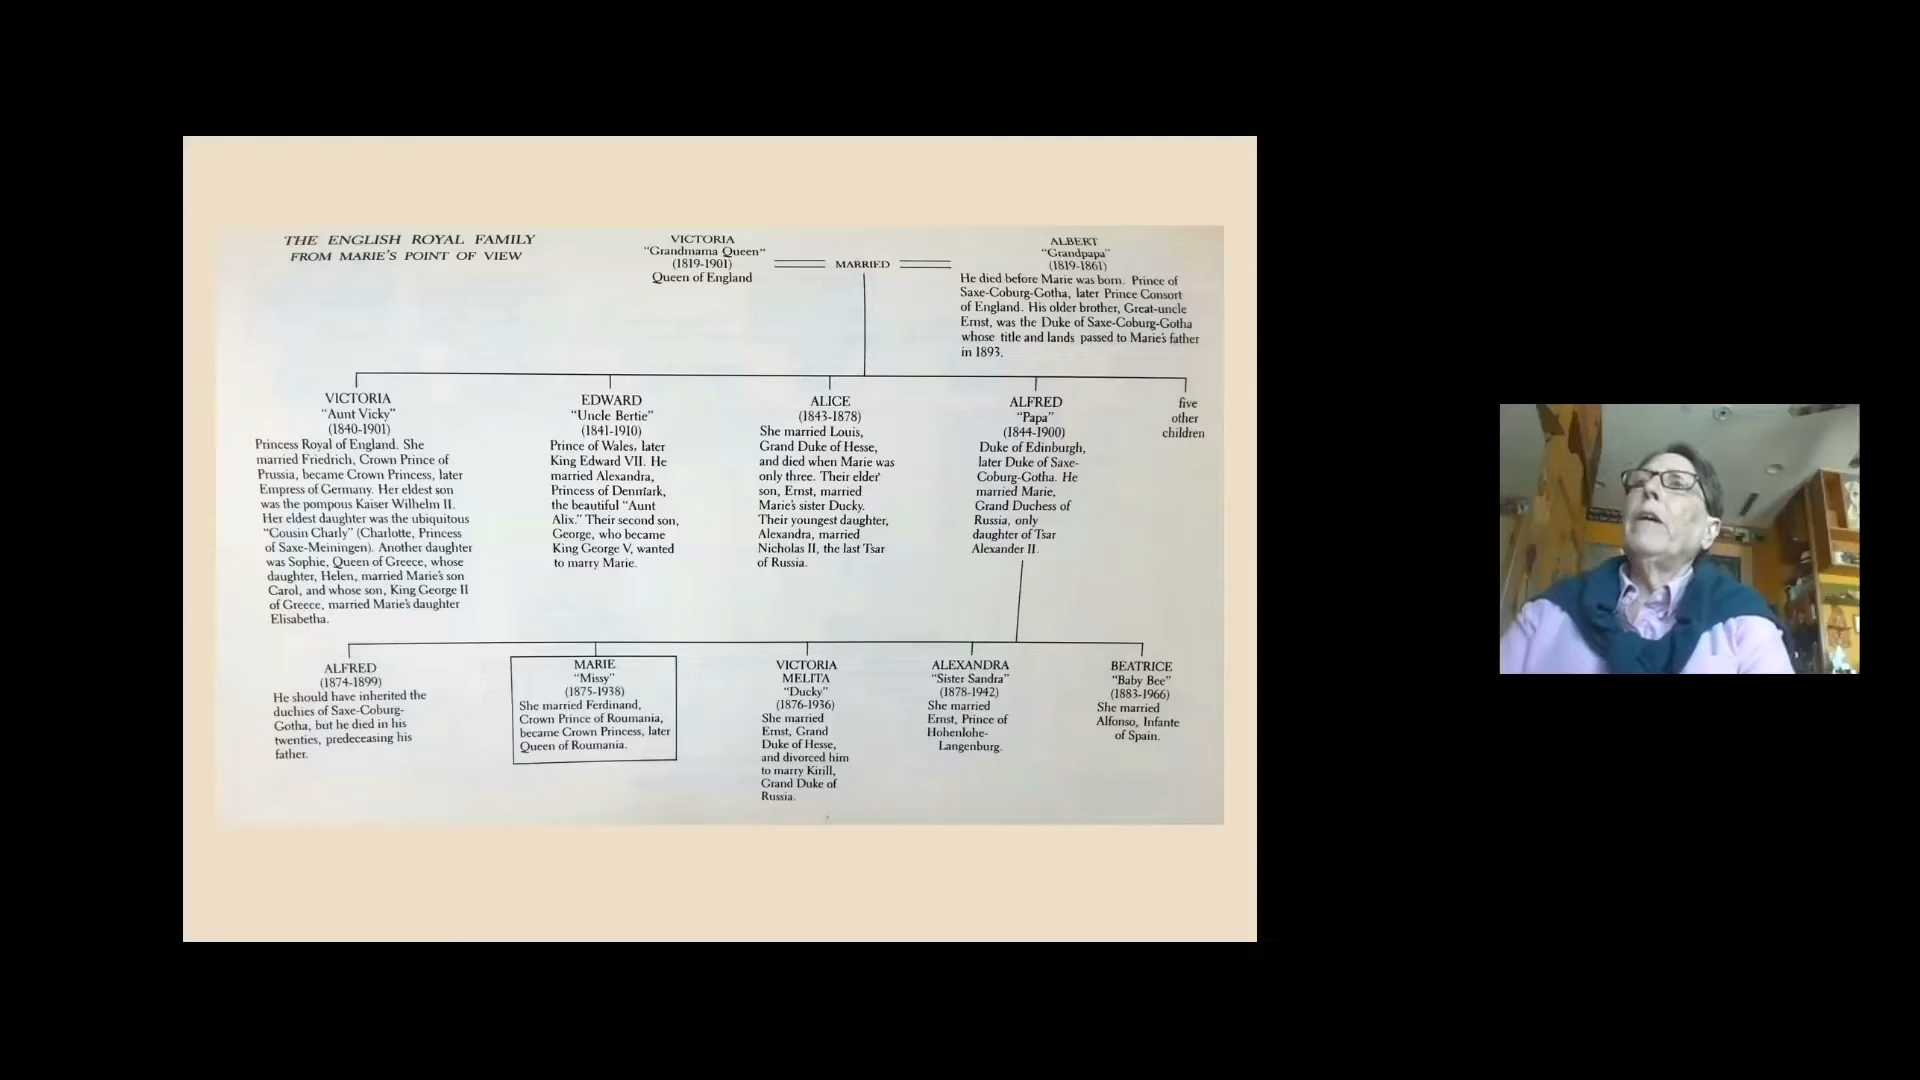 THE ENGLISH ROYAL FAMILY
FROM MARIE'S POINT OF VIEW
VICTORIA
"Grandmama Queen"
(1819-1901)
Queen of England
MARRIED
ALBERT
"Grandpapa"
(1819-1861)
He died before Marie was born. Prince of
Saxe-Coburg-Gotha, later Prince Consort
of England. His older brother, Great-uncle
Ernst, was the Duke of Saxe-Coburg-Gotha
whose title and lands passed to Marie's father
in 1893.
VICTORIA
"Aunt Vicky"
(1840-1901)
Princess Royal of England. She
married Friedrich, Crown Prince of
Prussia, became Crown Princess, later
Empress of Germany. Her eldest son
was the pompous Kaiser Wilhelm II.
Her eldest daughter was the ubiquitous
"Cousin Charly" (Charlotte, Princess
of Saxe-Meiningen). Another daughter
was Sophie, Queen of Greece, whose
daughter, Helen, married Marie's son
Carol, and whose son, King George II
of Greece, married Marie's daughter
Elisabetha.
EDWARD
"Uncle Bertie"
(1841-1910)
Prince of Wales, later
King Edward VII. He
married Alexandra,
Princess of Denmark,
the beautiful "Aunt
Alix." Their second son,
George, who became
King George V, wanted
to marry Marie.
ALICE
(1843-1878)
She married Louis,
Grand Duke of Hesse,
and died when Marie was
only three. Their elder
son, Ernst, married
Marie's sister Ducky.
Their youngest daughter,
Alexandra, married
Nicholas II, the last Tsar
of Russia.
ALFRED
"Papa"
(1844-1900)
Duke of Edinburgh,
later Duke of Saxe-
Coburg-Gotha. He
married Marie,
Grand Duchess of
Russia, only
daughter of Tsar
Alexander II.
five
other
children
ALFRED
(1874-1899)
He should have inherited the
duchies of Saxe-Coburg-
Gotha, but he died in his
twenties, predeceasing his
father.
MARIE
"Missy"
(1875-1938)
She married Ferdinand,
Crown Prince of Roumania,
became Crown Princess, later
Queen of Roumania.
VICTORIA
MELITA
"Ducky"
(1876-1936)
She married
Ernst, Grand
Duke of Hesse,
and divorced him
to marry Kirill,
Grand Duke of
Russia.
ALEXANDRA
"Sister Sandra"
(1878-1942)
She married
Ernst, Prince of
Hohenlohe-
Langenburg.
BEATRICE
"Baby Bee"
(1883-1966)
She married
Alfonso, Infante
of Spain.